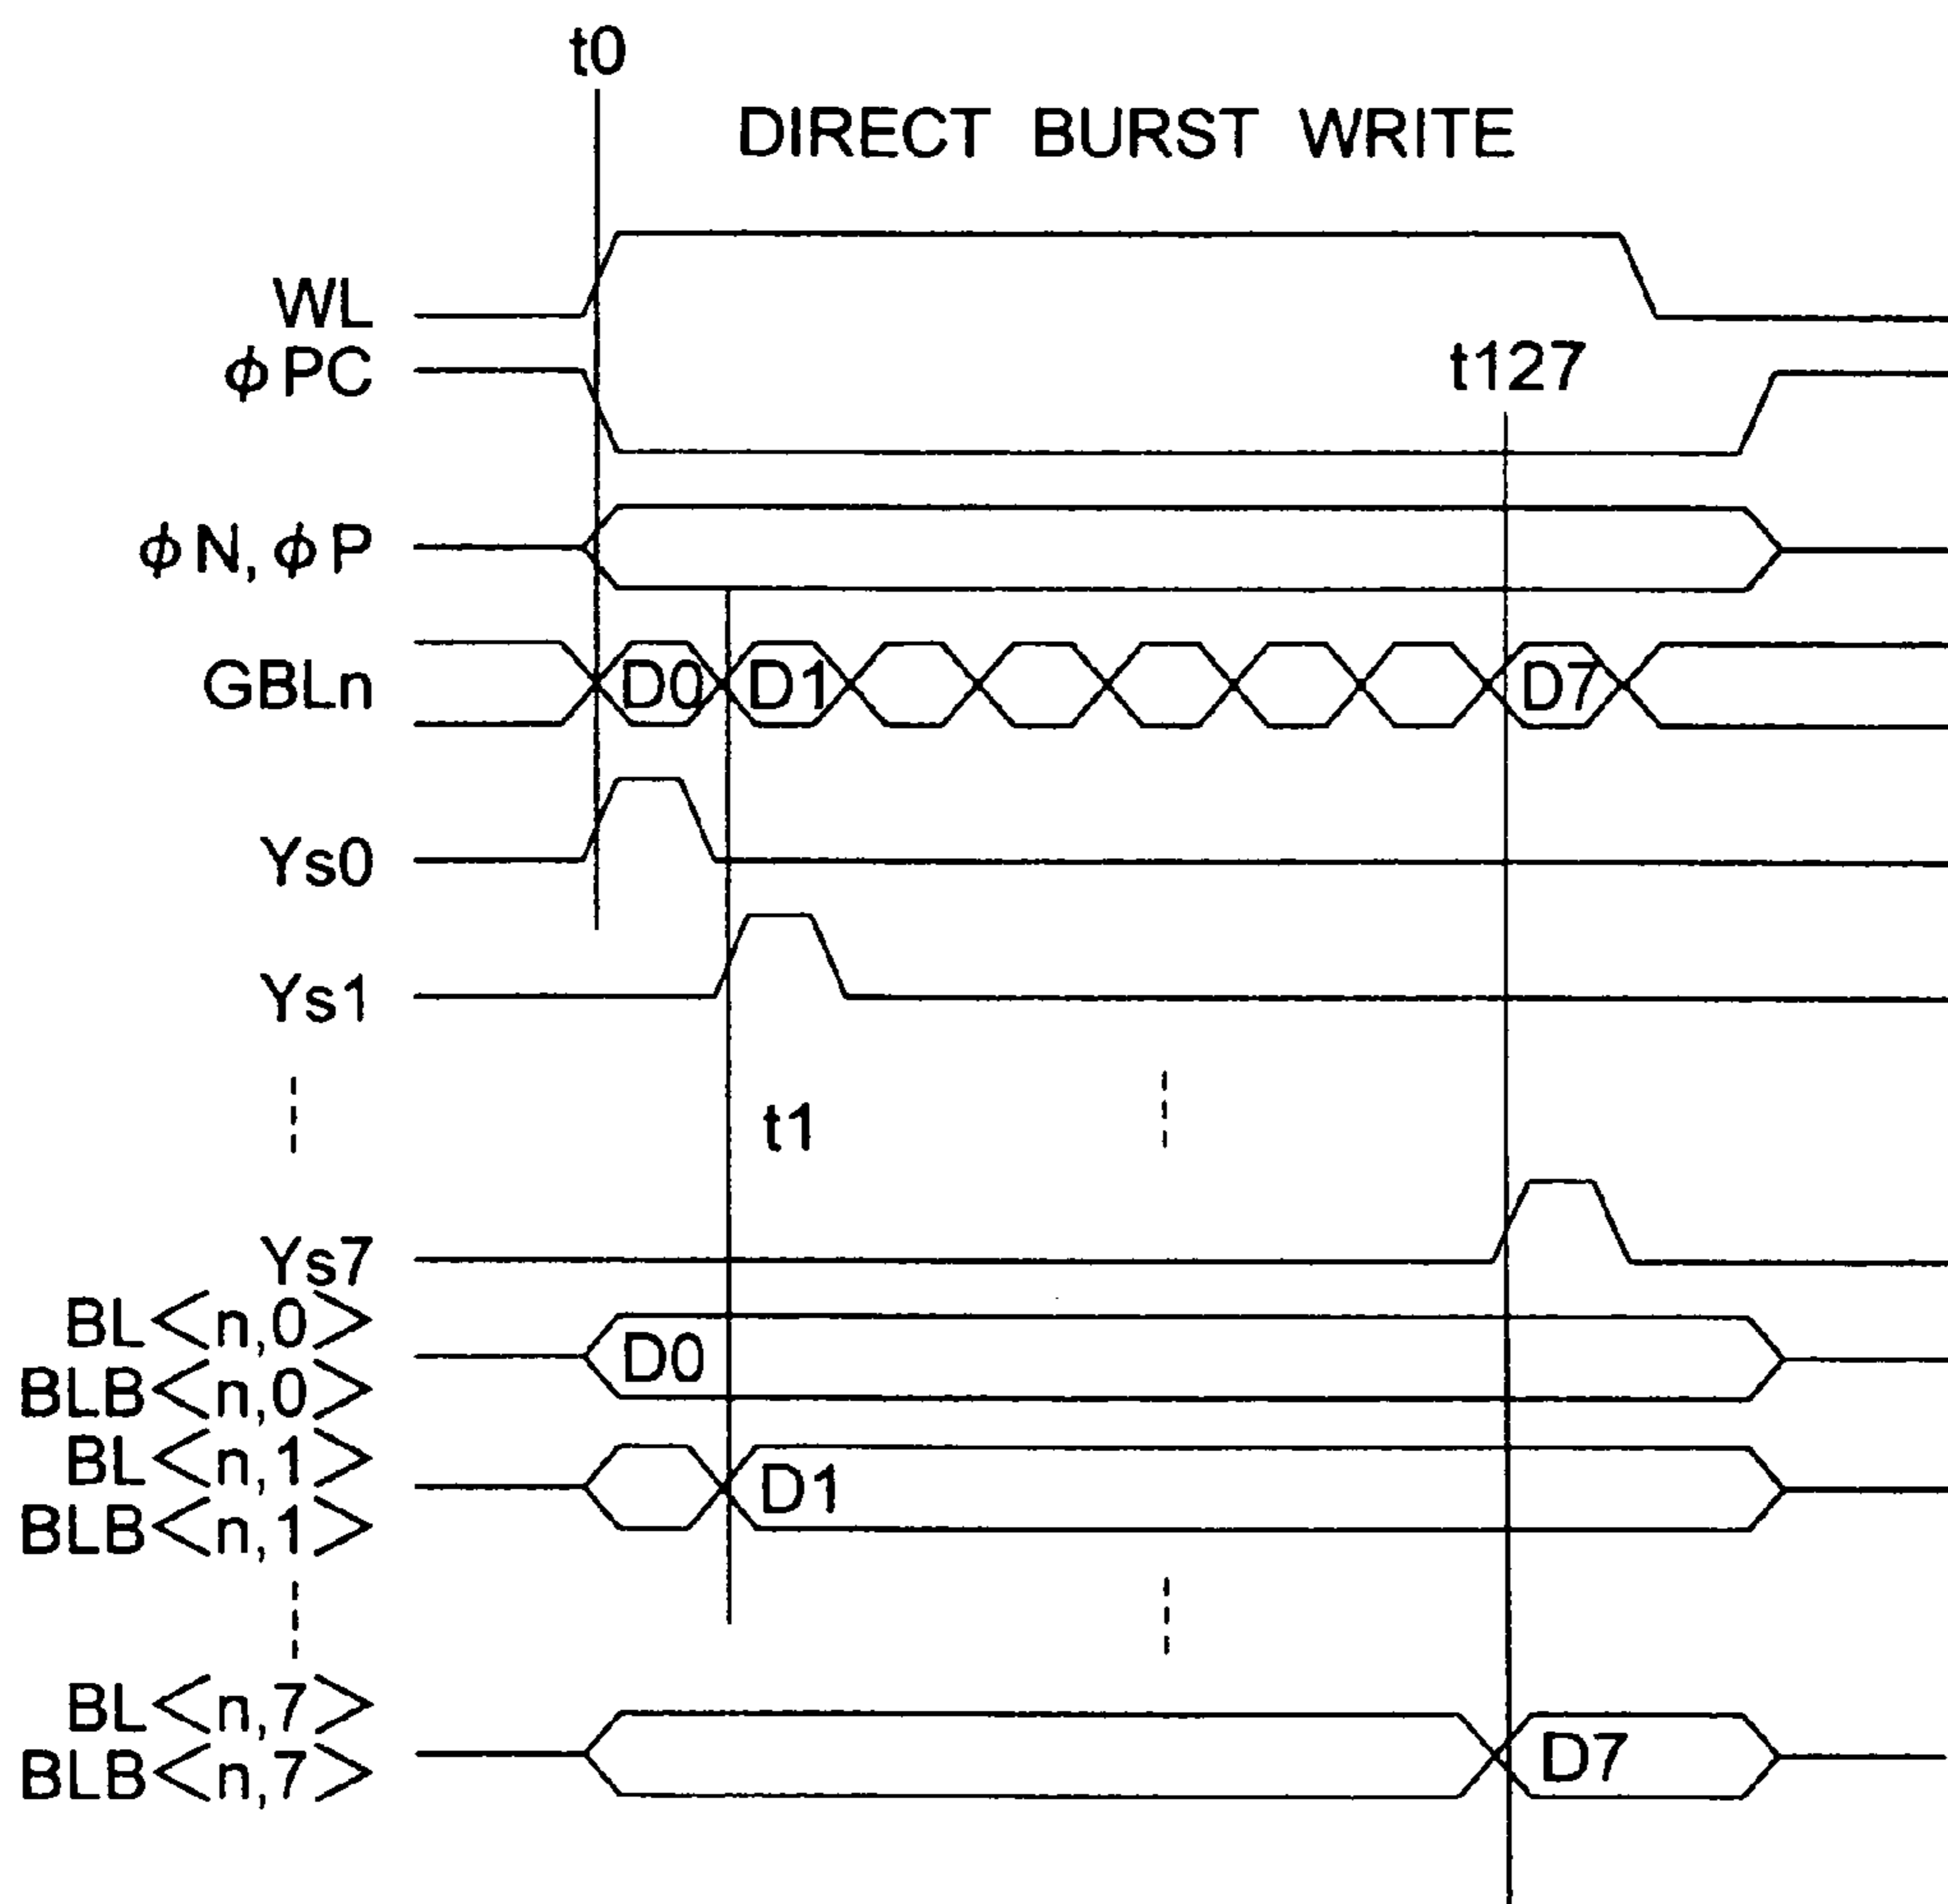 t0
DIRECT BURST WRITE
WL
t127
ϕPC
ϕN, ϕP
GBLn
D0
D1
D7
Ys0
Ys1
t1
Ys7
BL<n,0>
D0
BLB<n,0>
BL<n,1>
D1
BLB<n,1>
BL<n,7>
D7
BLB<n,7>